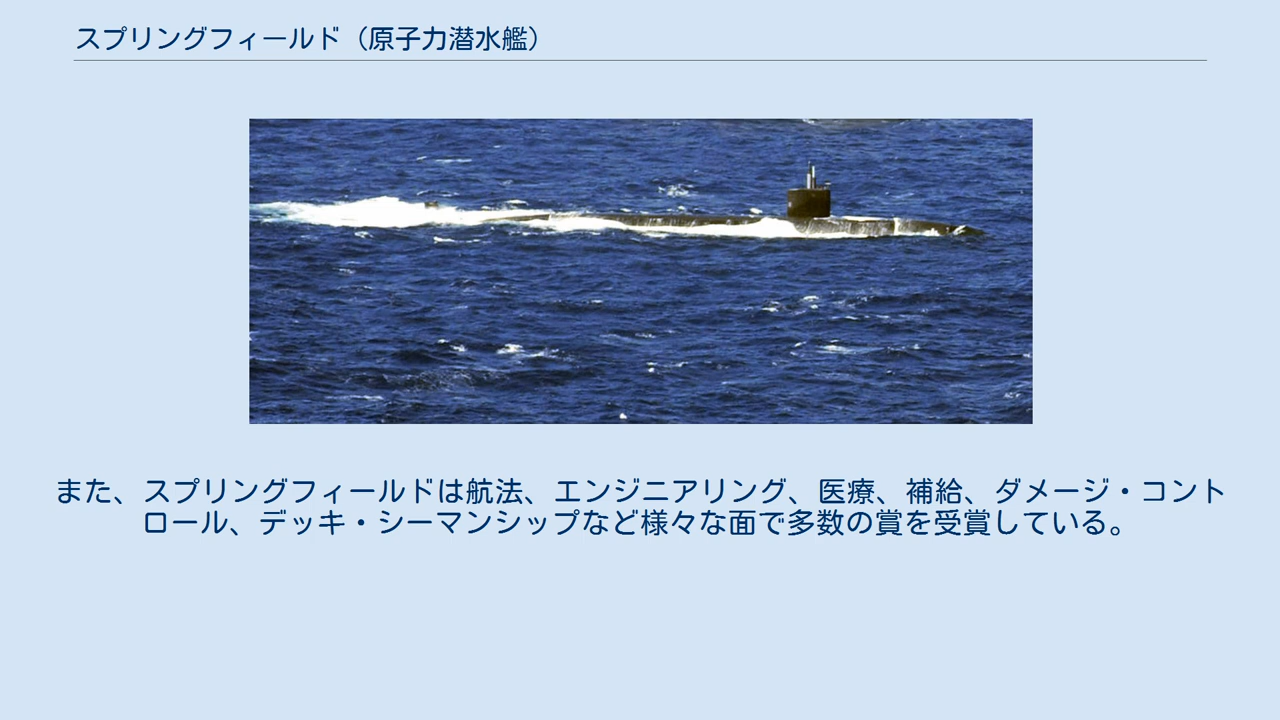 スプリングフィールド（原子力潜水艦）
また、スプリングフィールドは航法、エンジニアリング、医療、補給、ダメージ・コント
ロール、デッキ・シーマンシップなど様々な面で多数の賞を受賞している。